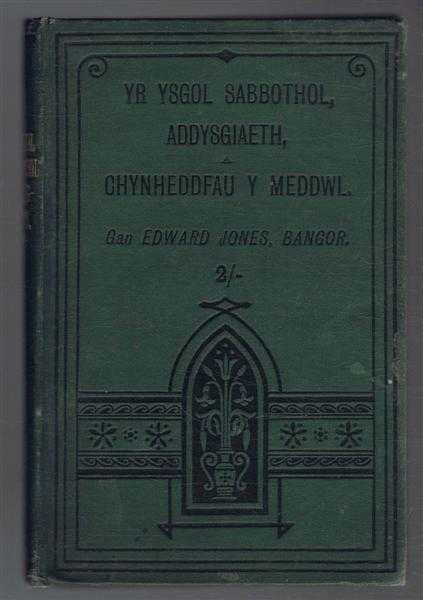 YR YSGOL SABBOTHOL,
ADDYSGIAETH,
A
CHYNHEDDFAU Y MEDDWL.
Gan EDWARD JONES, BANGOR.
2/-